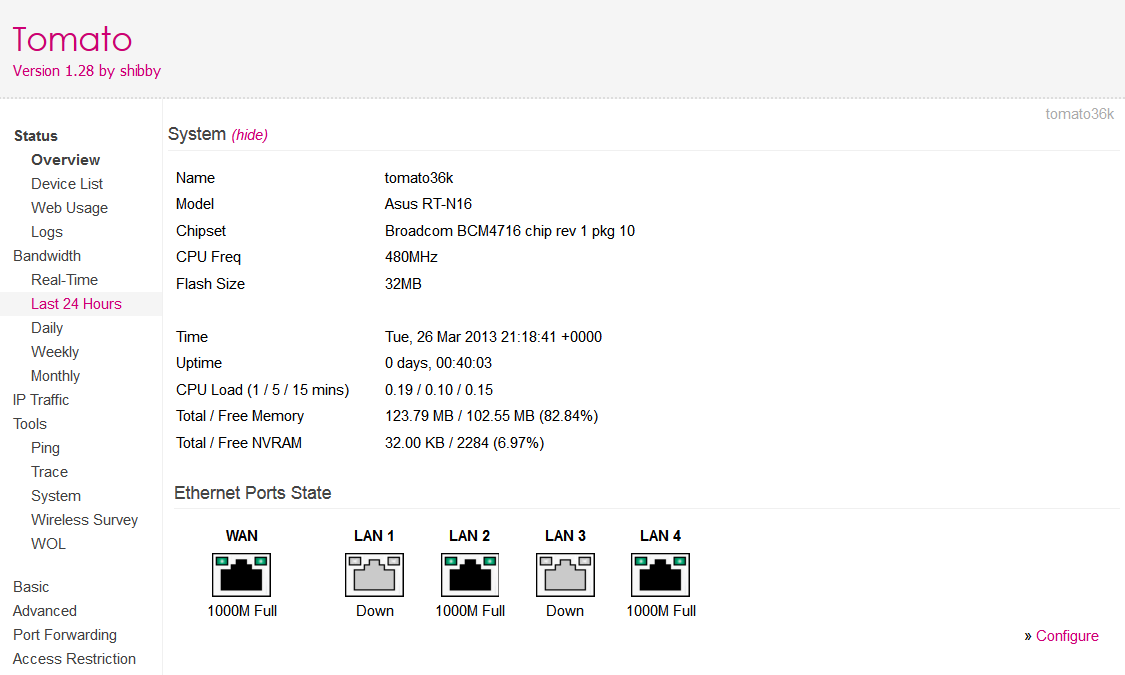 Tomato
Version 1.28 by shibby
tomato36k
Status
Overview
Device List
Web Usage
Logs
Bandwidth
Real-Time
Last 24 Hours
Daily
Weekly
Monthly
IP Traffic
Tools
Ping
Trace
System
Wireless Survey
WOL
Basic
Advanced
Port Forwarding
Access Restriction
System (hide)
Name tomato36k
Model Asus RT-N16
Chipset Broadcom BCM4716 chip rev 1 pkg 10
CPU Freq 480MHz
Flash Size 32MB
Time Tue, 26 Mar 2013 21:18:41 +0000
Uptime 0 days, 00:40:03
CPU Load (1 / 5 / 15 mins) 0.19 / 0.10 / 0.15
Total / Free Memory 123.79 MB / 102.55 MB (82.84%)
Total / Free NVRAM 32.00 KB / 2284 (6.97%)
Ethernet Ports State
WAN LAN 1 LAN 2 LAN 3 LAN 4
1000M Full Down 1000M Full Down 1000M Full
» Configure